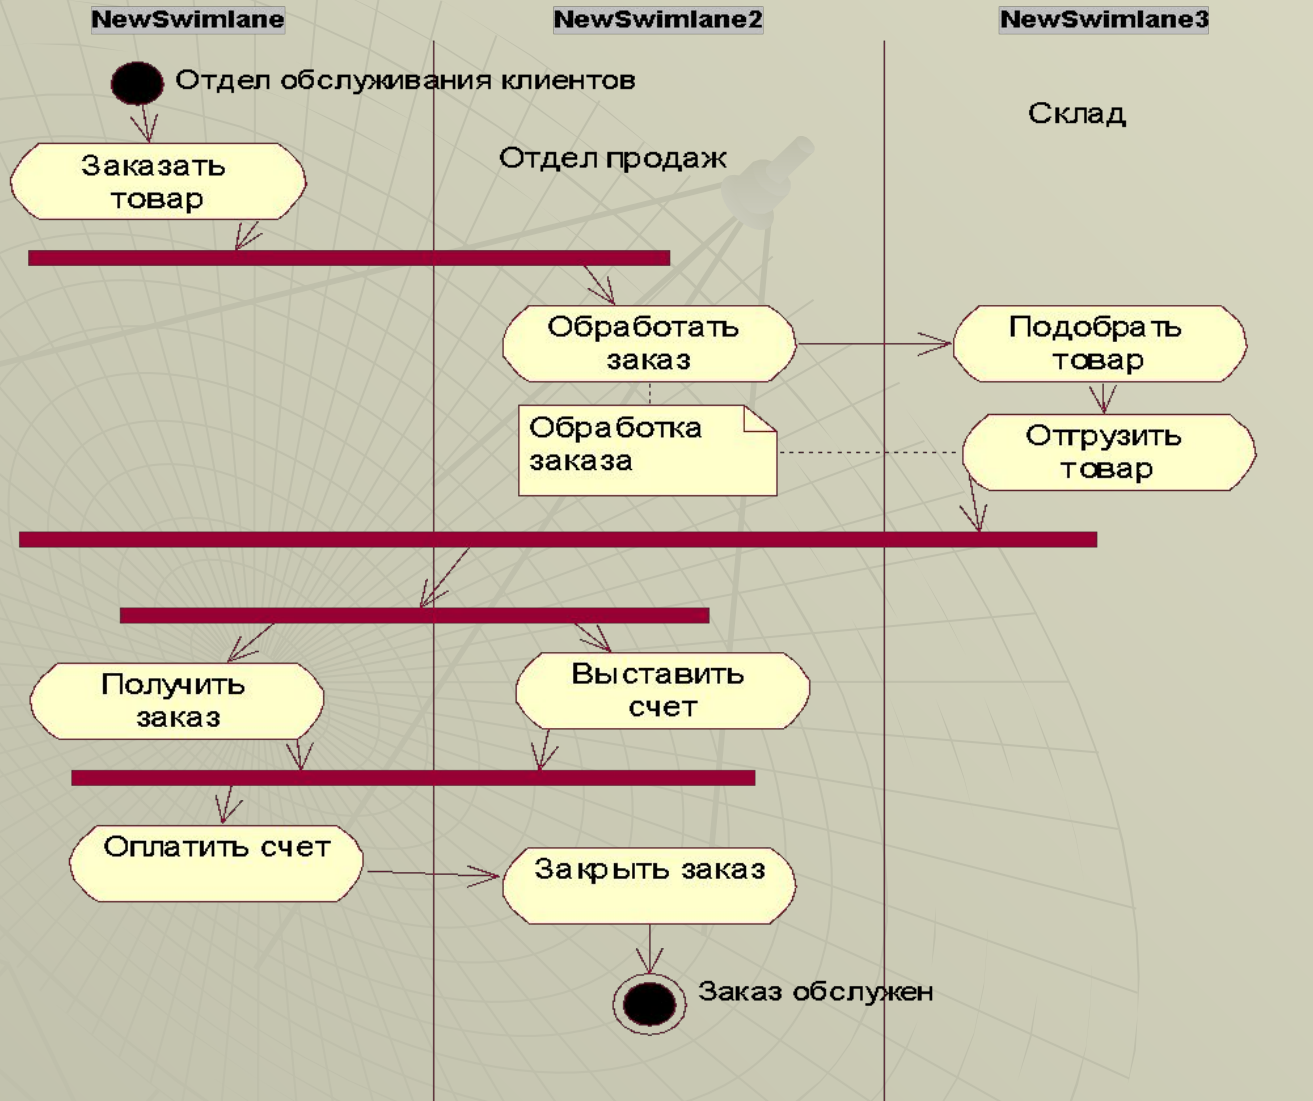 NewSwimlane
NewSwimlane2
NewSwimlane3
Отдел обслуживания клиентов
Склад
Отдел продаж
Заказать
товар
Обработать
заказ
Подобрать
товар
Обработка
заказа
Отгрузить
товар
Получить
заказ
Выставить
счет
Оплатить счет
Закрыть заказ
Заказ обслужен